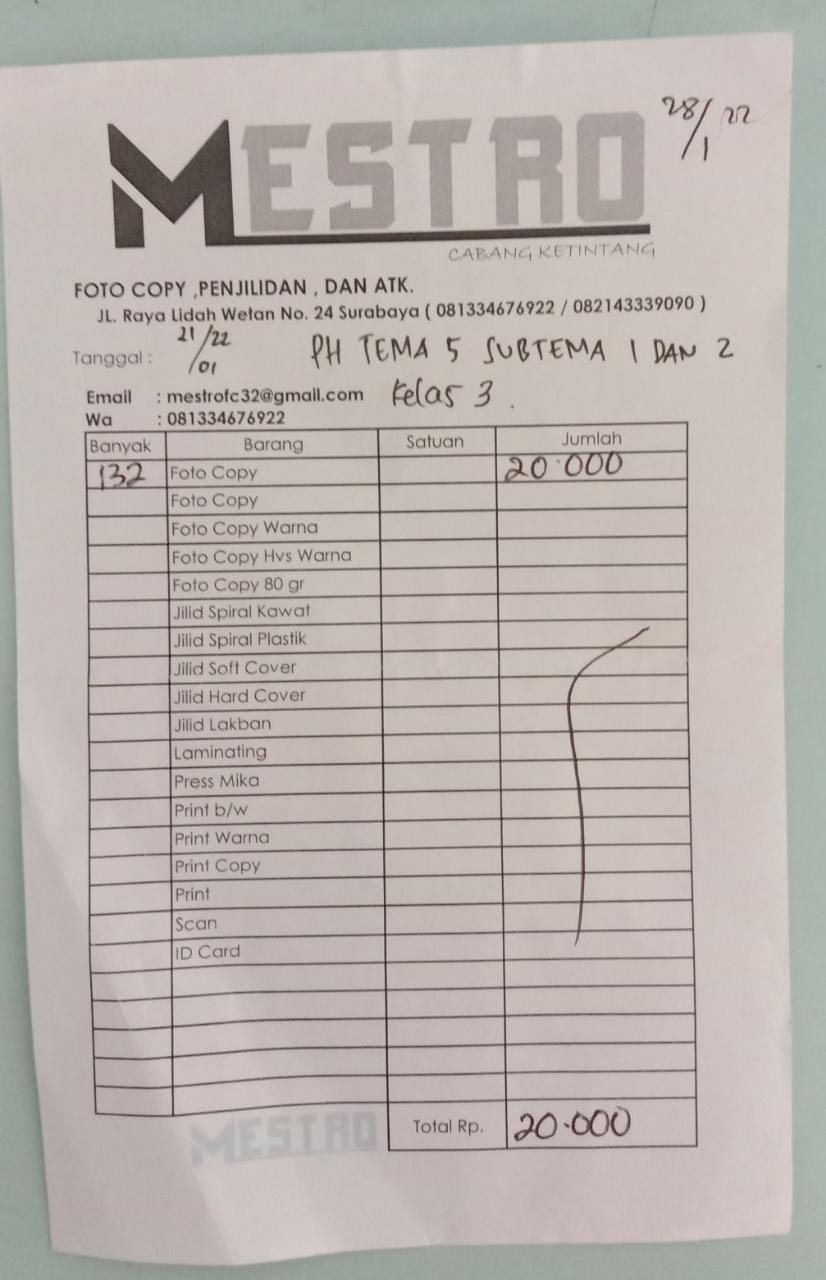 28/1 22
MESTRO
CABANG KETINTANG
FOTO COPY ,PENJILIDAN , DAN ATK.
JL. Raya Lidah Wetan No. 24 Surabaya ( 081334676922 / 082143339090 )
Tanggal : 21/01 /22 PH TEMA 5 SUBTEMA 1 DAN 2
Email : mestrofc32@gmail.com Kelas 3 .
Wa : 081334676922
Banyak Barang Satuan Jumlah
132 Foto Copy 20.000
Foto Copy
Foto Copy Warna
Foto Copy Hvs Warna
Foto Copy 80 gr
Jilid Spiral Kawat
Jilid Spiral Plastik
Jilid Soft Cover
Jilid Hard Cover
Jilid Lakban
Laminating
Press Mika
Print b/w
Print Warna
Print Copy
Print
Scan
ID Card
MESTRO Total Rp. 20.000